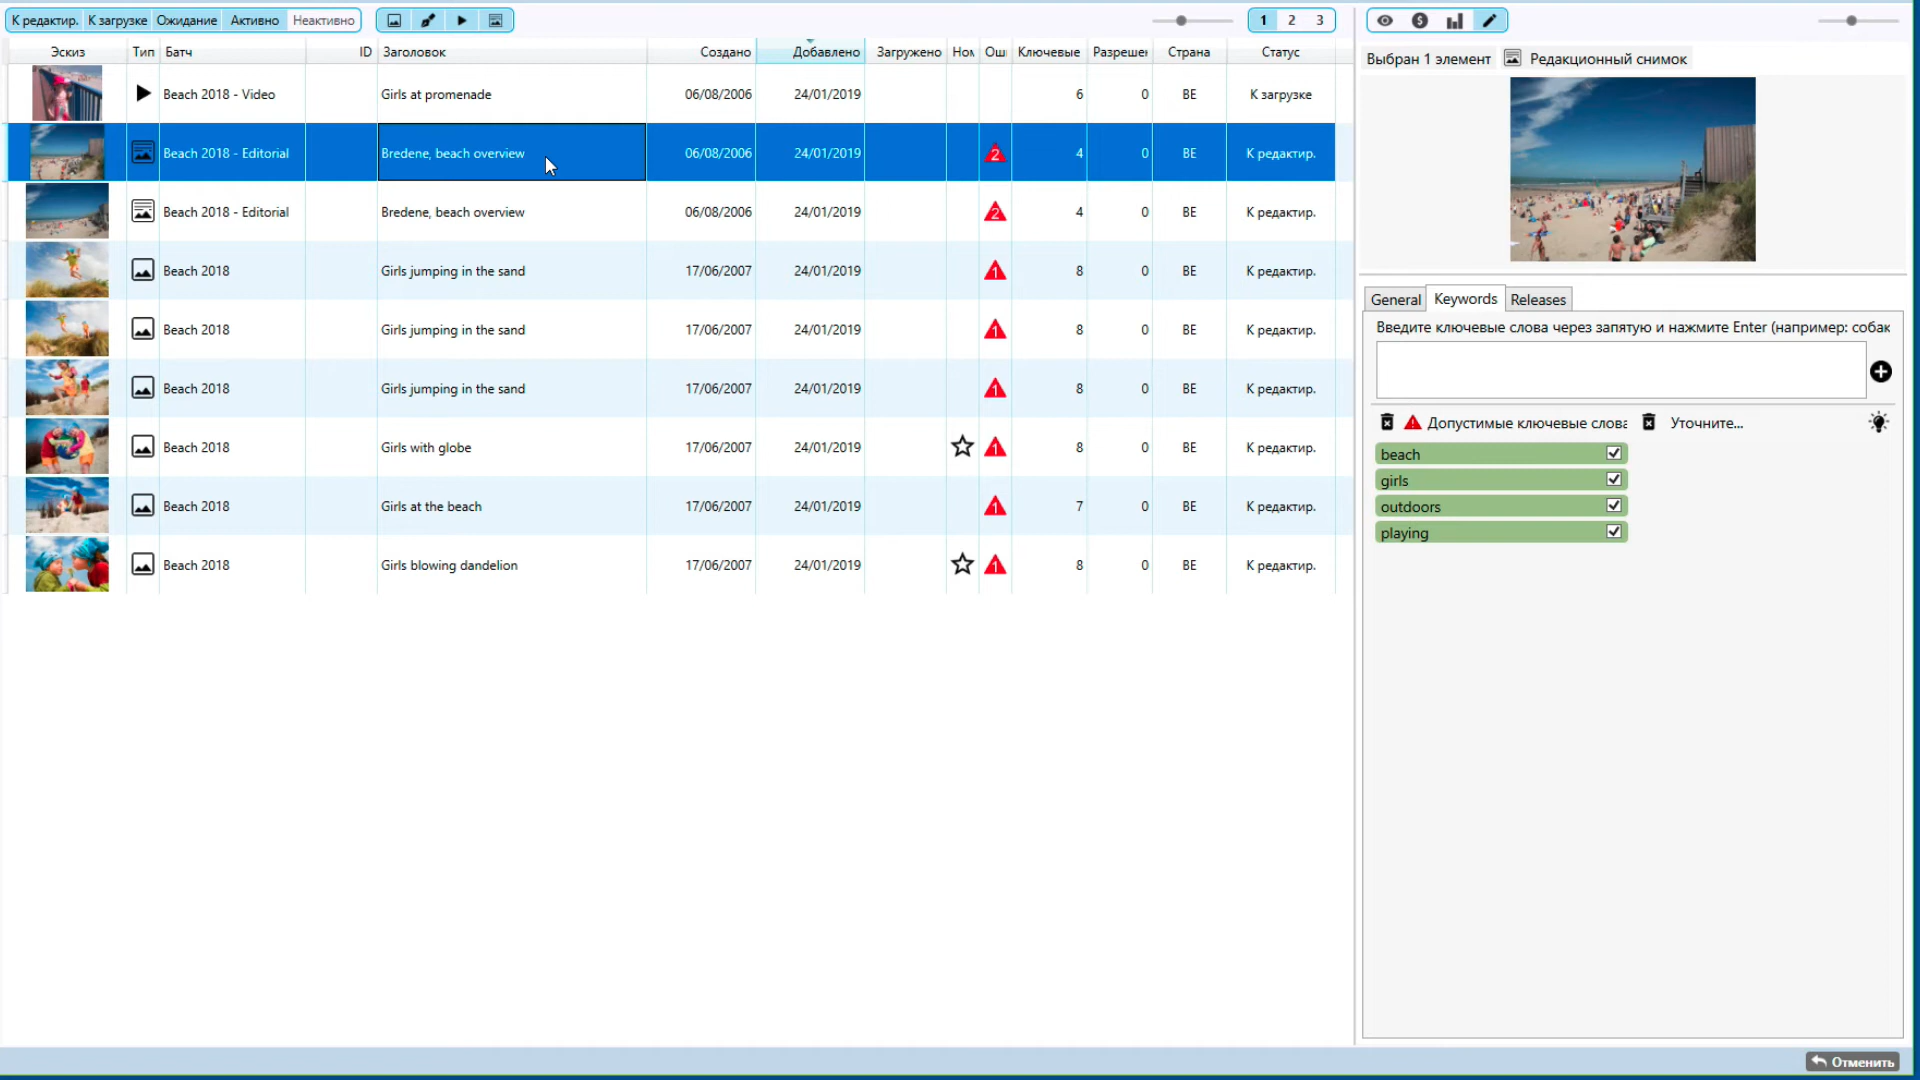 К редактир. К загрузке Ожидание Активно Неактивно 1 2 3
Эскиз Тип Батч ID Заголовок Создано Добавлено Загружено Ном Ош Ключевые Разрешен Страна Статус
Beach 2018 - Video Girls at promenade 06/08/2006 24/01/2019 6 0 BE К загрузке
Beach 2018 - Editorial Bredene, beach overview 06/08/2006 24/01/2019 2 4 0 BE К редактир.
Beach 2018 - Editorial Bredene, beach overview 06/08/2006 24/01/2019 2 4 0 BE К редактир.
Beach 2018 Girls jumping in the sand 17/06/2007 24/01/2019 1 8 0 BE К редактир.
Beach 2018 Girls jumping in the sand 17/06/2007 24/01/2019 1 8 0 BE К редактир.
Beach 2018 Girls jumping in the sand 17/06/2007 24/01/2019 1 8 0 BE К редактир.
Beach 2018 Girls with globe 17/06/2007 24/01/2019 1 8 0 BE К редактир.
Beach 2018 Girls at the beach 17/06/2007 24/01/2019 1 7 0 BE К редактир.
Beach 2018 Girls blowing dandelion 17/06/2007 24/01/2019 1 8 0 BE К редактир.
Выбран 1 элемент Редакционный снимок
General Keywords Releases
Введите ключевые слова через запятую и нажмите Enter (например: собак
Допустимые ключевые слова Уточните...
beach
girls
outdoors
playing
Отменить